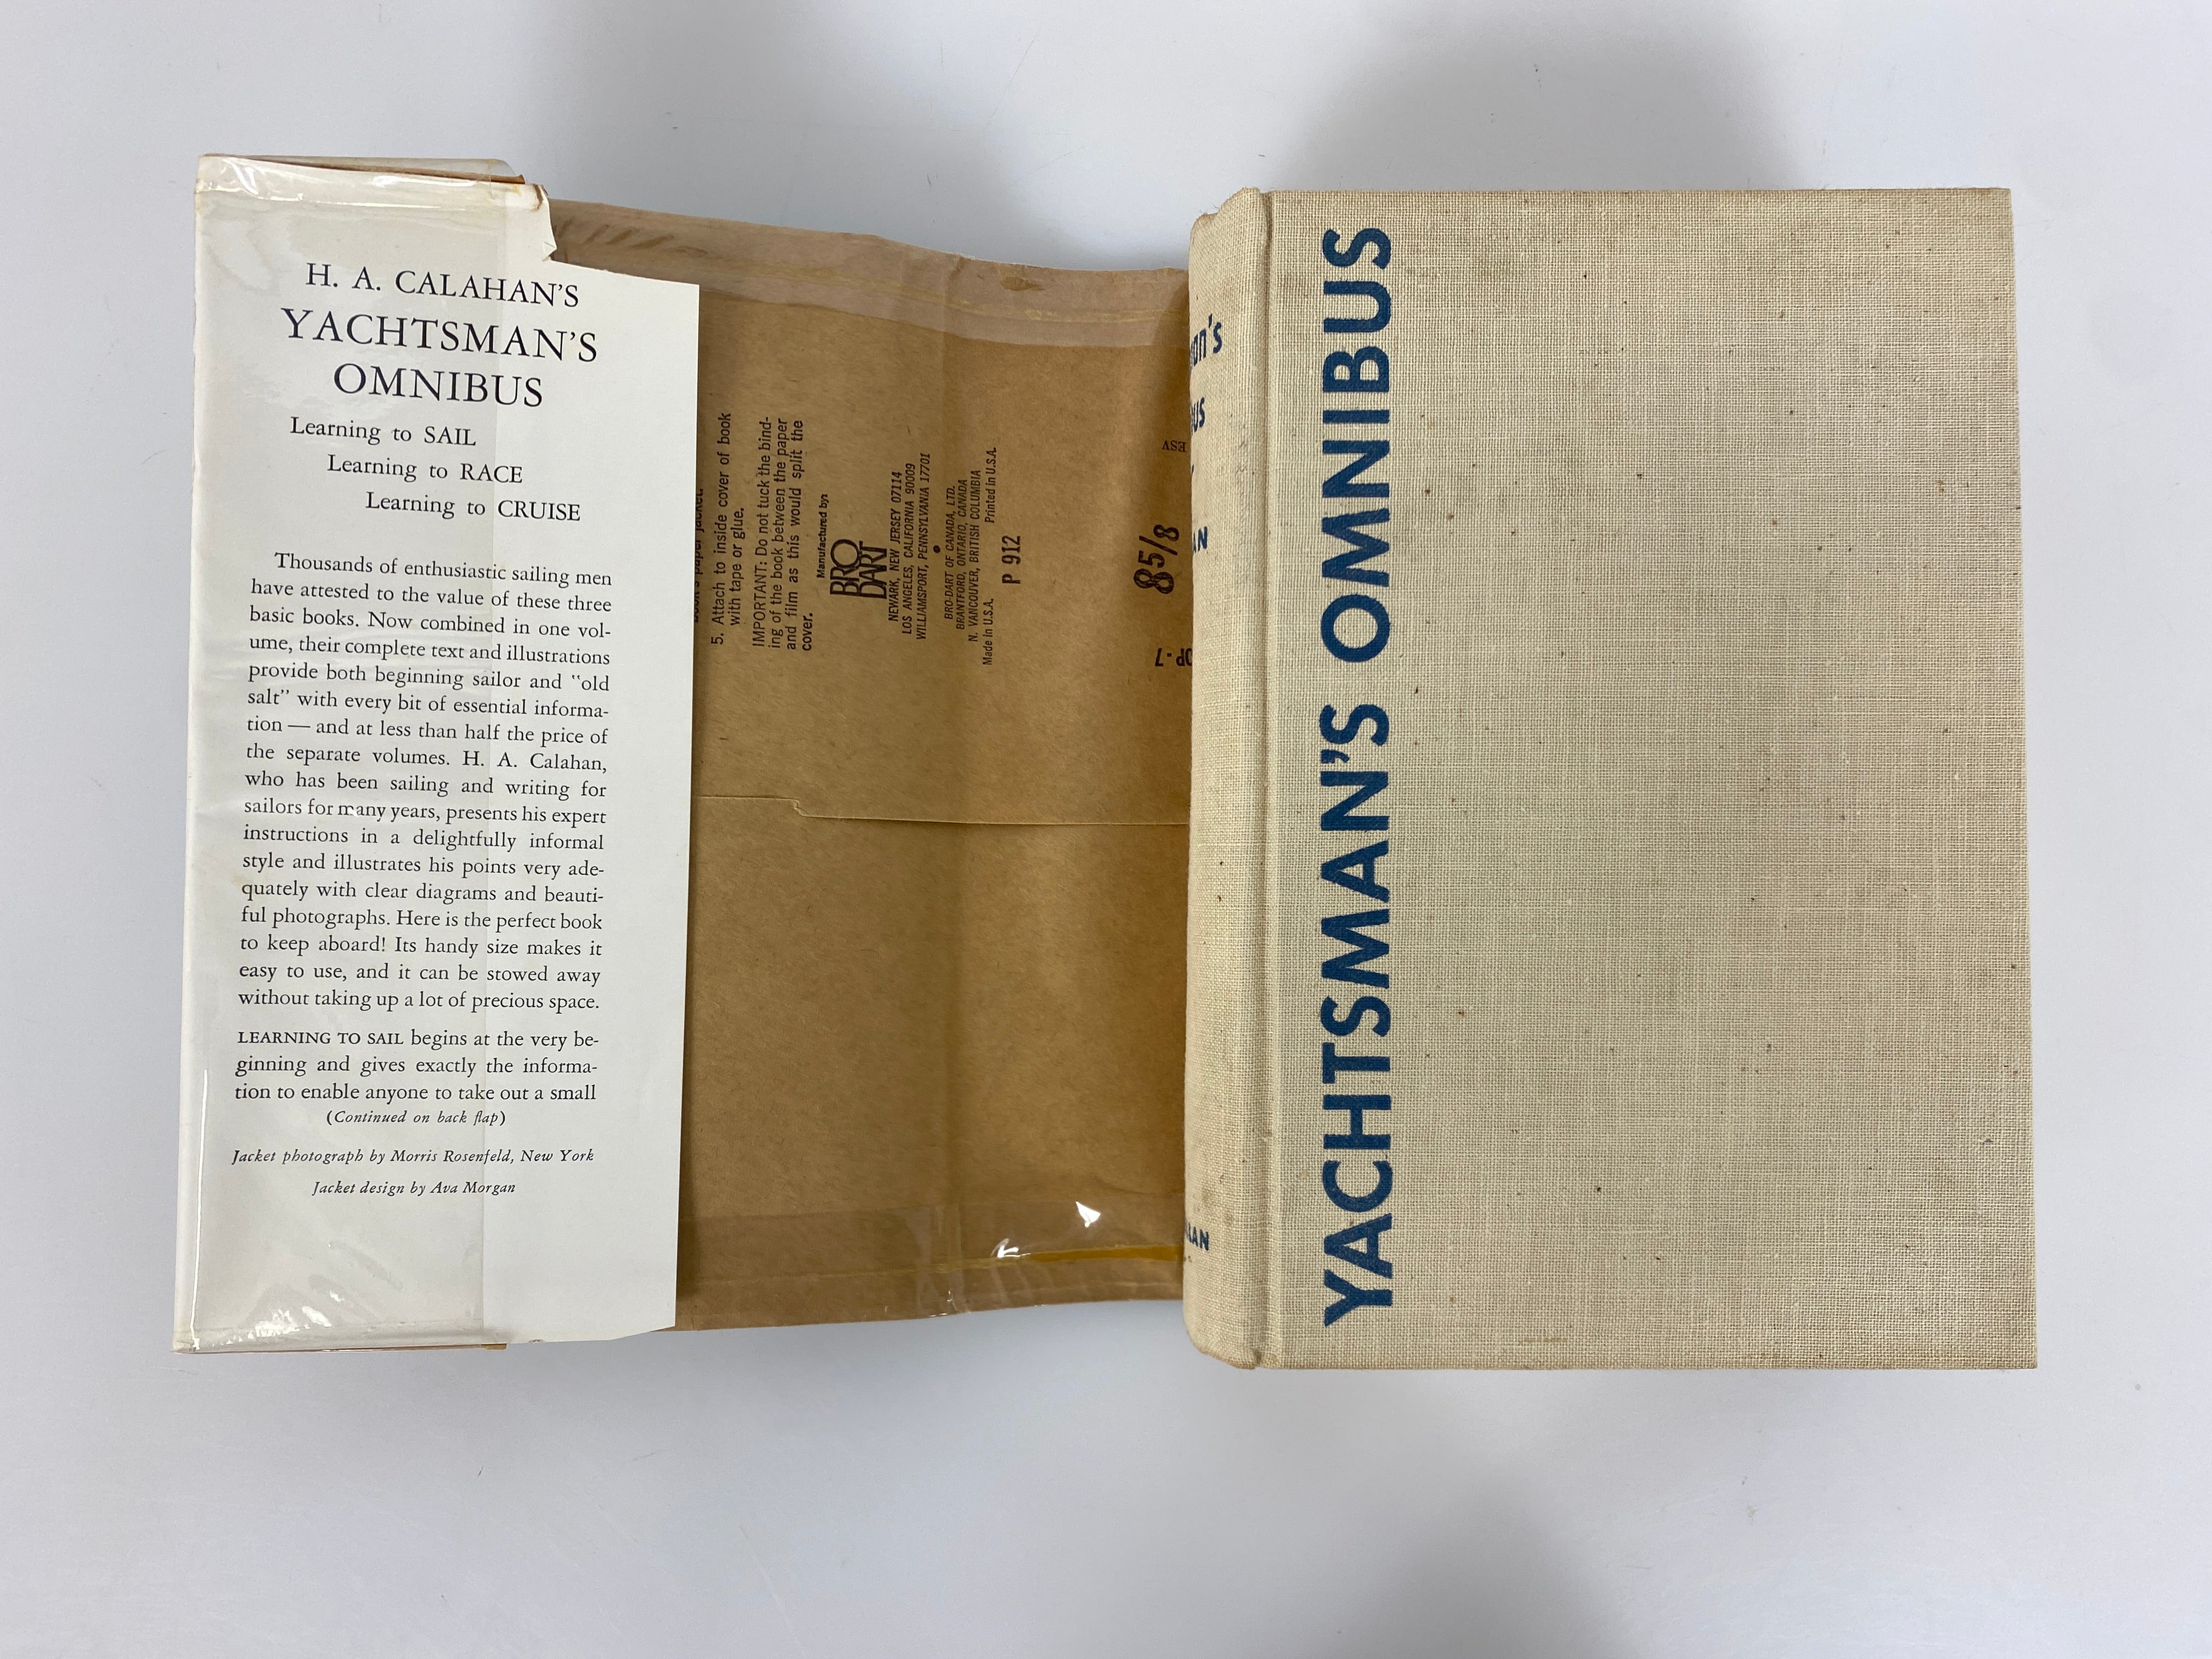 H. A. CALAHAN'S
YACHTSMAN'S
OMNIBUS
Learning to SAIL
Learning to RACE
Learning to CRUISE
Thousands of enthusiastic sailing men
have attested to the value of these three
basic books. Now combined in one vol-
ume, their complete text and illustrations
provide both beginning sailor and "old
salt" with every bit of essential informa-
tion — and at less than half the price of
the separate volumes. H. A. Calahan,
who has been sailing and writing for
sailors for many years, presents his expert
instructions in a delightfully informal
style and illustrates his points very ade-
quately with clear diagrams and beauti-
ful photographs. Here is the perfect book
to keep aboard! Its handy size makes it
easy to use, and it can be stowed away
without taking up a lot of precious space.
LEARNING TO SAIL begins at the very be-
ginning and gives exactly the informa-
tion to enable anyone to take out a small
(Continued on back flap)
Jacket photograph by Morris Rosenfeld, New York
Jacket design by Ava Morgan
5. Attach to inside cover of book
with tape or glue.
IMPORTANT: Do not tuck the bind-
ing of the book between the paper
and film as this would split the
cover.
Manufactured by:
BRO
DART
NEWARK, NEW JERSEY 07114
LOS ANGELES, CALIFORNIA 90009
WILLIAMSPORT, PENNSYLVANIA 17701
BRO-DART OF CANADA, LTD.
BRANTFORD, ONTARIO, CANADA
N. VANCOUVER, BRITISH COLUMBIA
Made in U.S.A. Printed in U.S.A.
P 912
85/8
ESV
OP-7
an's
US
AN
LAN
YACHTSMAN'S OMNIBUS